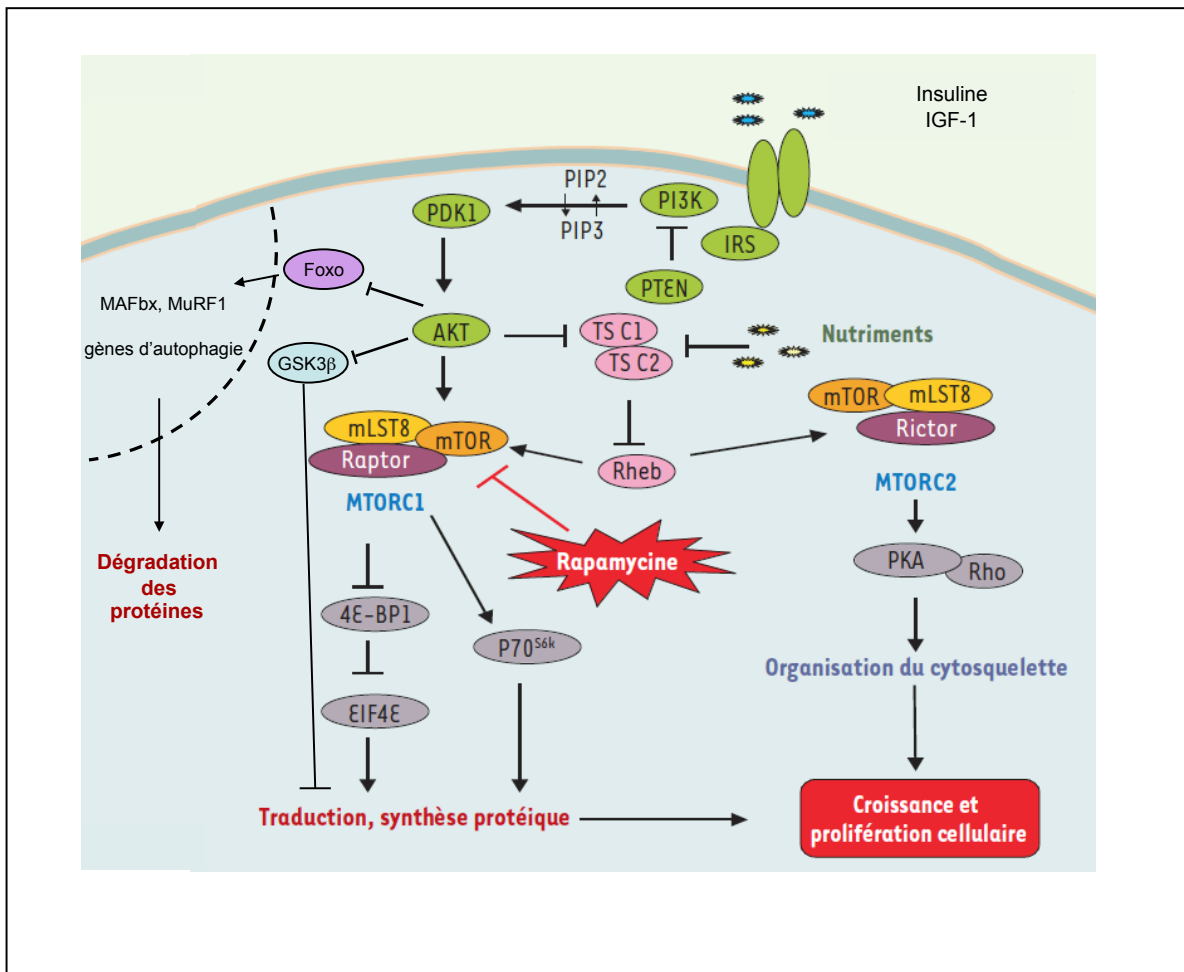 Insuline
IGF-1
PIP2
PI3K
PDK1
PIP3
IRS
Foxo
PTEN
MAFbx, MuRF1
AKT
TS C1
Nutriments
gènes d'autophagie
TS C2
GSK3β
mTOR
mLST8
mLST8
mTOR
Rictor
Raptor
Rheb
MTORC1
MTORC2
Rapamycine
PKA
Rho
Dégradation
des
protéines
4E-BP1
P70S6k
Organisation du cytosquelette
EIF4E
Traduction, synthèse protéique
Croissance et
prolifération cellulaire